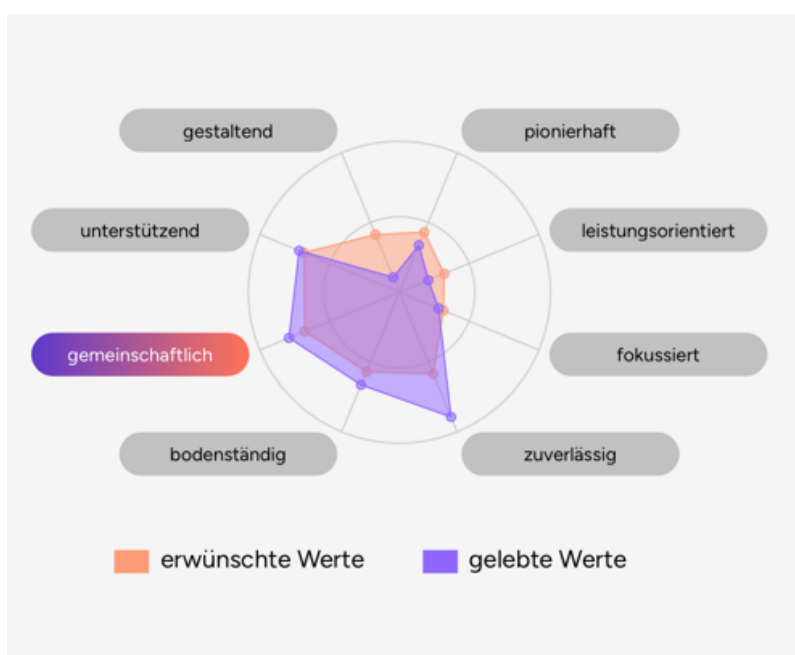 gestaltend
pionierhaft
unterstützend
leistungsorientiert
gemeinschaftlich
fokussiert
bodenständig
zuverlässig
erwünschte Werte
gelebte Werte